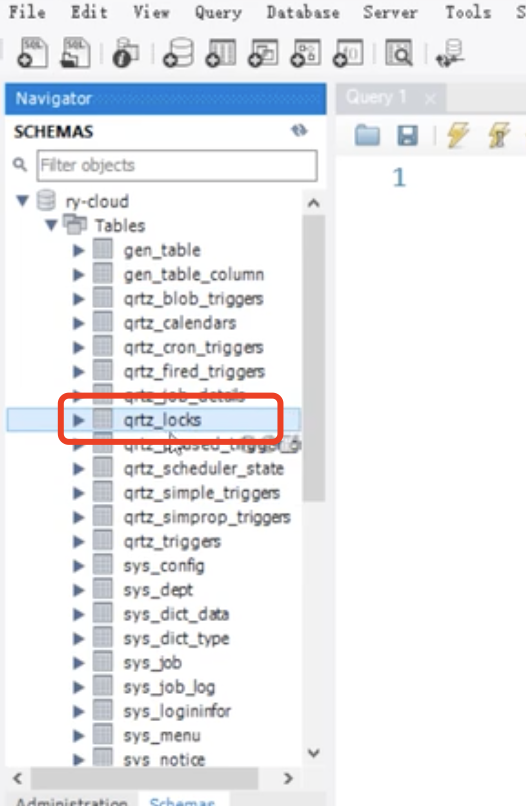 File Edit View Query Database Server Tools S
Navigator
Query 1
SCHEMAS
Filter objects
1
ry-cloud
Tables
gen_table
gen_table_column
qrtz_blob_triggers
qrtz_calendars
qrtz_cron_triggers
qrtz_fired_triggers
qrtz_job_details
qrtz_locks
qrtz_paused_trigg
qrtz_scheduler_state
qrtz_simple_triggers
qrtz_simprop_triggers
qrtz_triggers
sys_config
sys_dept
sys_dict_data
sys_dict_type
sys_job
sys_job_log
sys_logininfor
sys_menu
sys_notice
Administration Schemas